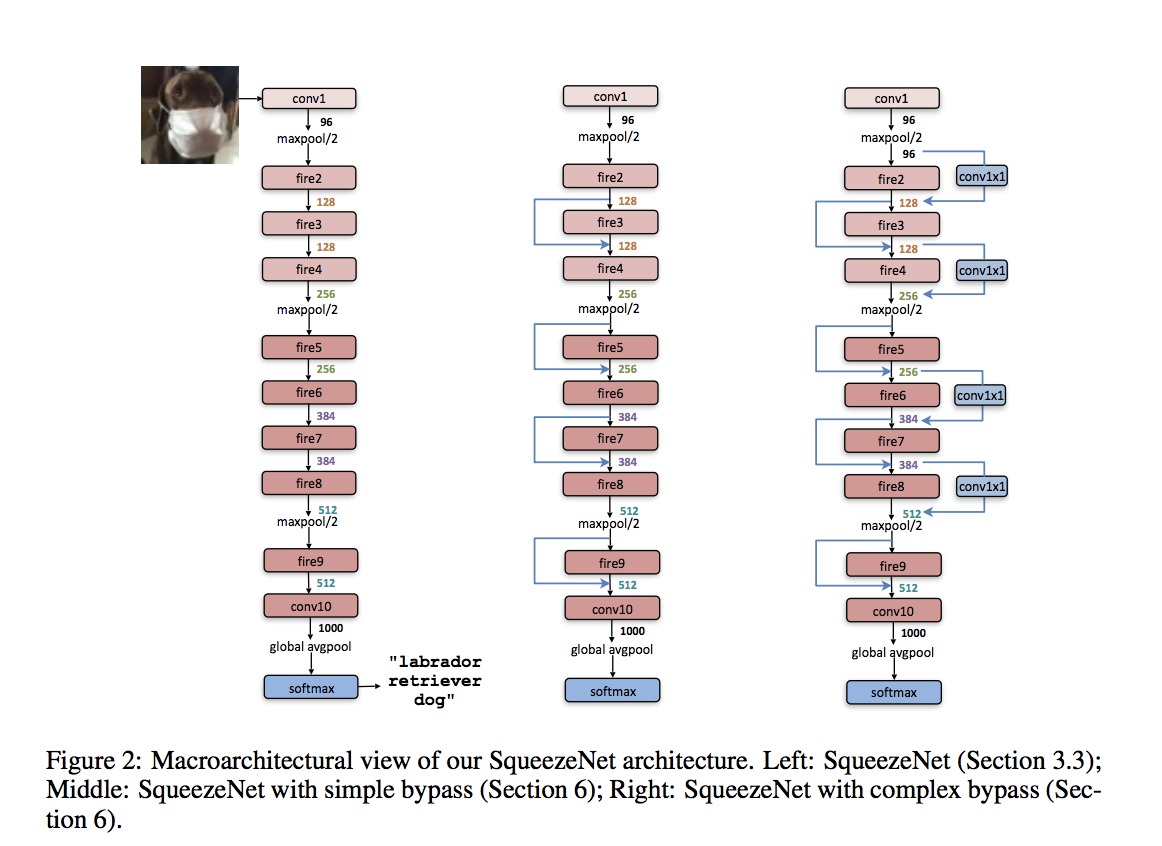 conv1
96
maxpool/2
fire2
128
fire3
128
fire4
256
maxpool/2
fire5
256
fire6
384
fire7
384
fire8
512
maxpool/2
fire9
512
conv10
1000
global avgpool
softmax
"labrador
retriever
dog"
conv1
96
maxpool/2
fire2
128
fire3
128
fire4
256
maxpool/2
fire5
256
fire6
384
fire7
384
fire8
512
maxpool/2
fire9
512
conv10
1000
global avgpool
softmax
conv1
96
maxpool/2
96
conv1x1
fire2
128
fire3
128
fire4
conv1x1
256
maxpool/2
fire5
256
fire6
conv1x1
384
fire7
384
fire8
conv1x1
512
maxpool/2
fire9
512
conv10
1000
global avgpool
softmax
Figure 2: Macroarchitectural view of our SqueezeNet architecture. Left: SqueezeNet (Section 3.3);
Middle: SqueezeNet with simple bypass (Section 6); Right: SqueezeNet with complex bypass (Sec-
tion 6).